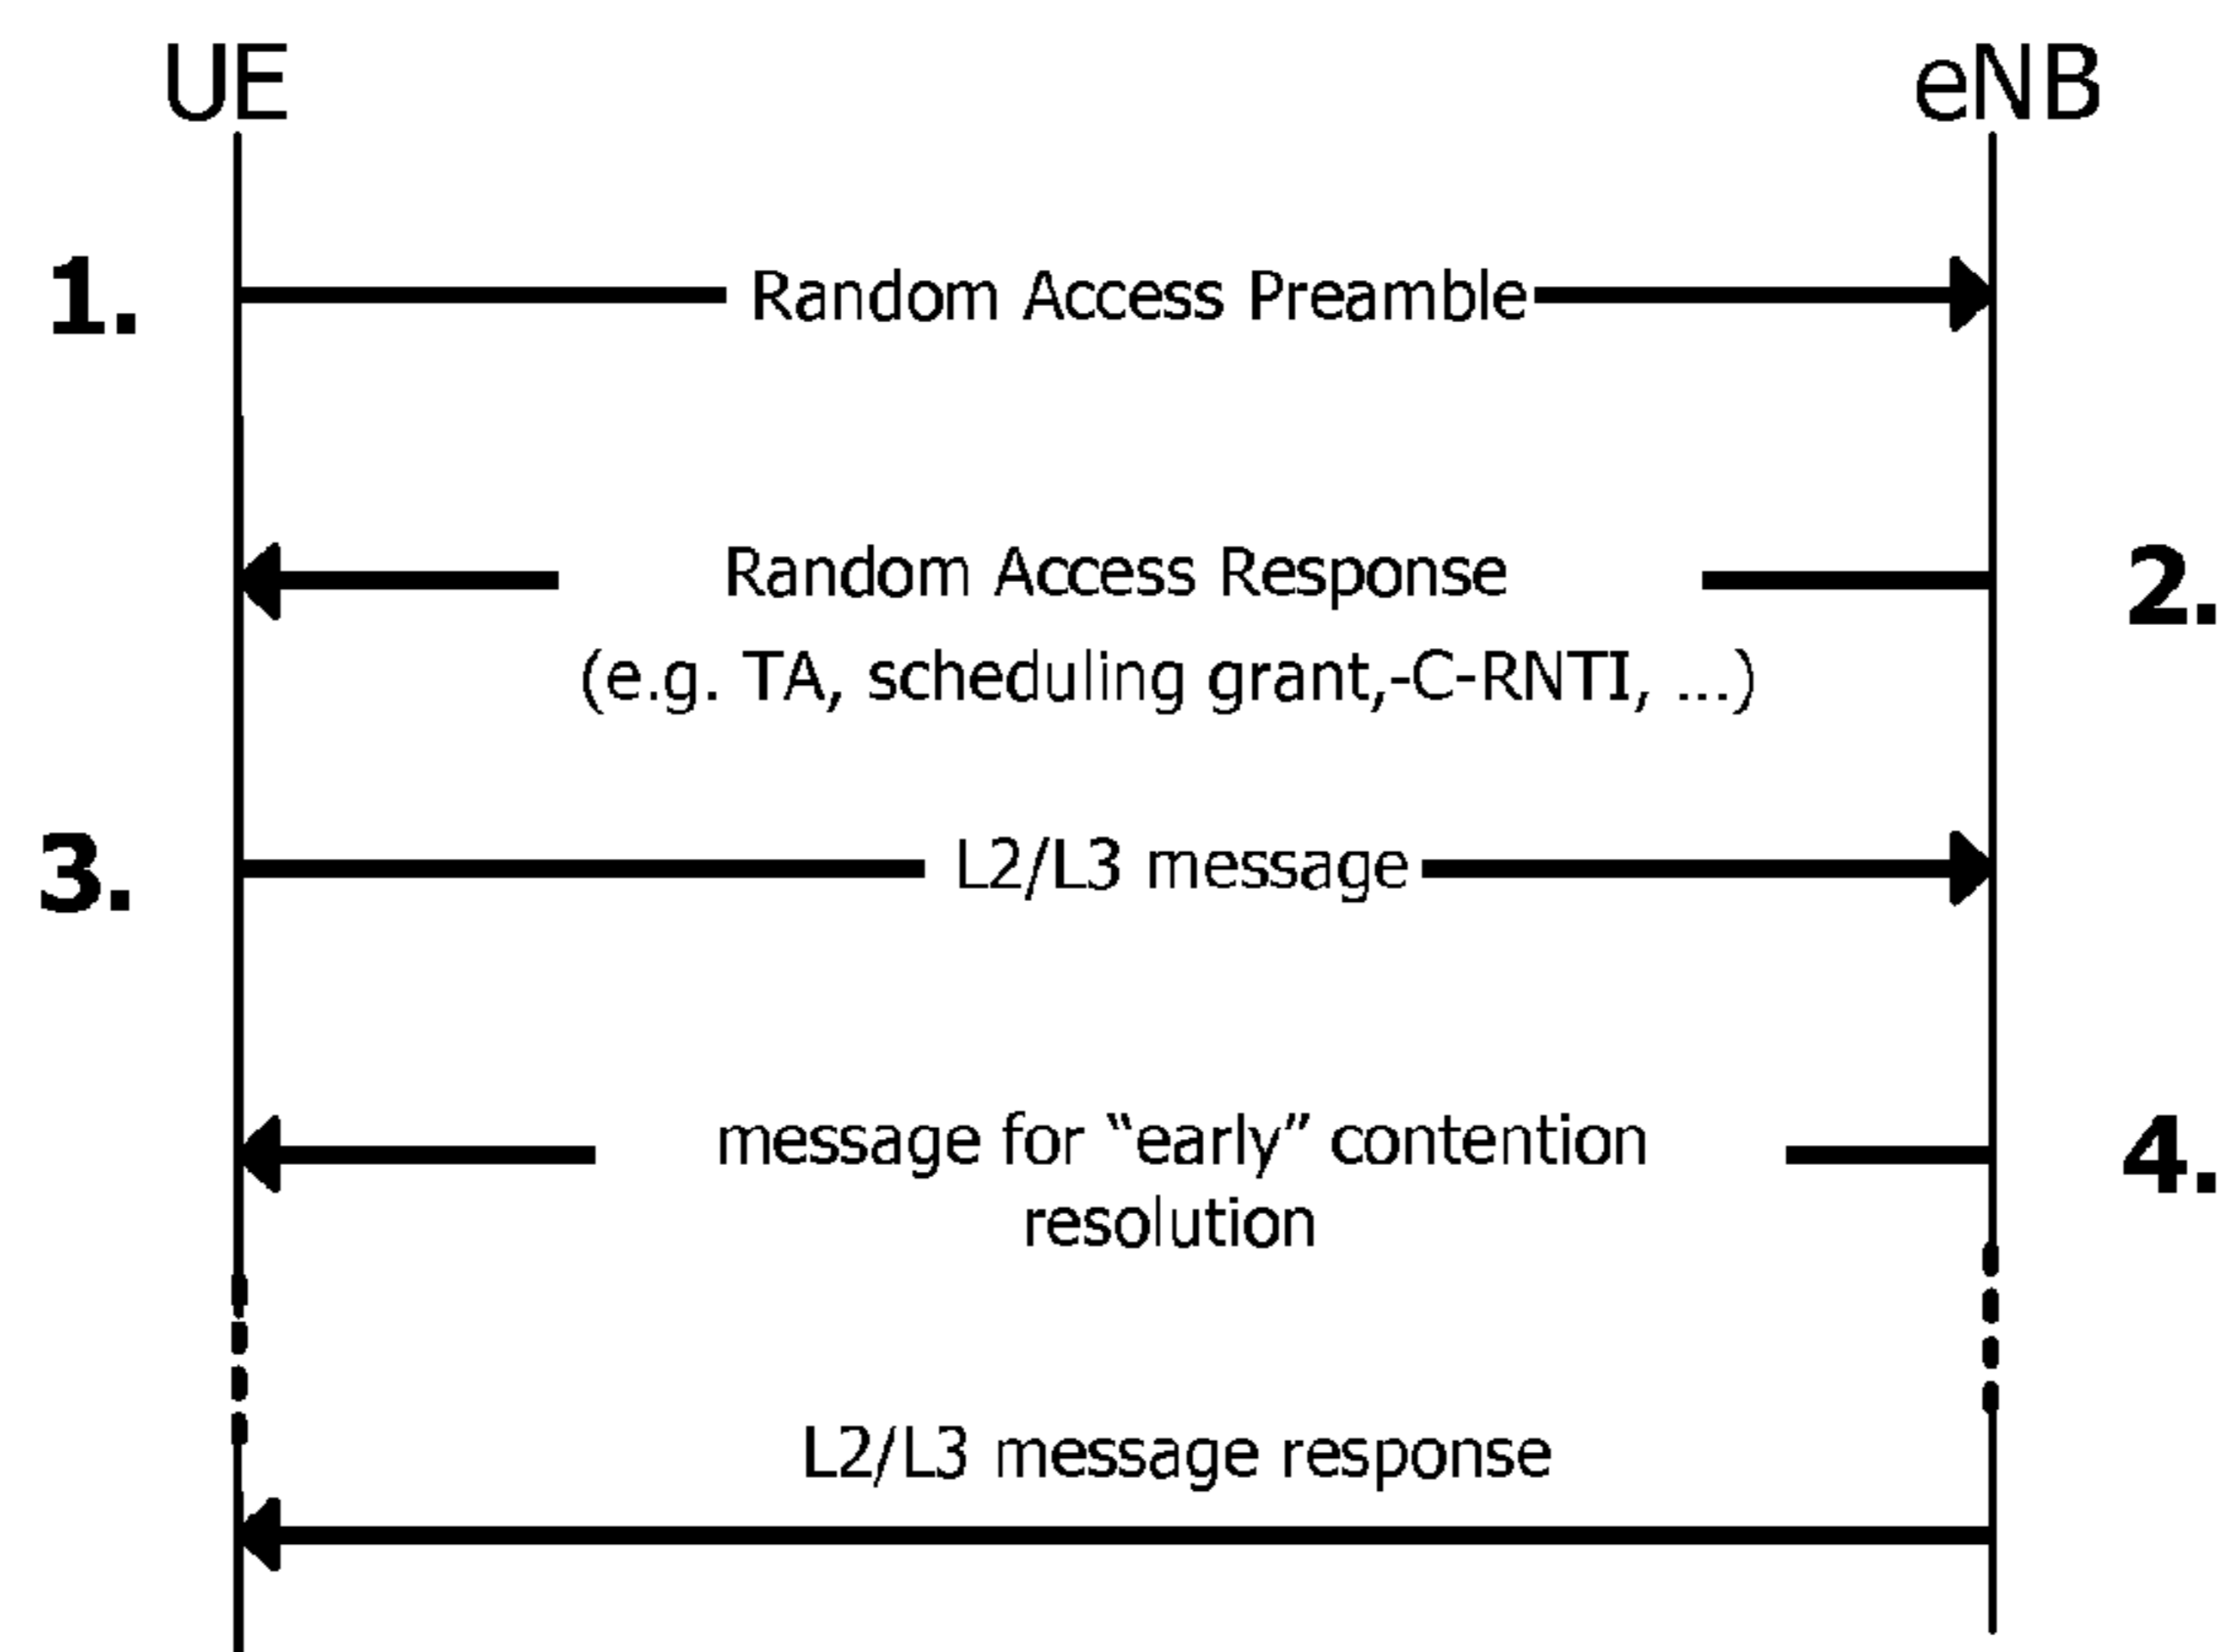 UE eNB
1. Random Access Preamble
Random Access Response 2.
(e.g. TA, scheduling grant,-C-RNTI, ...)
3. L2/L3 message
message for “early” contention 4.
resolution
L2/L3 message response